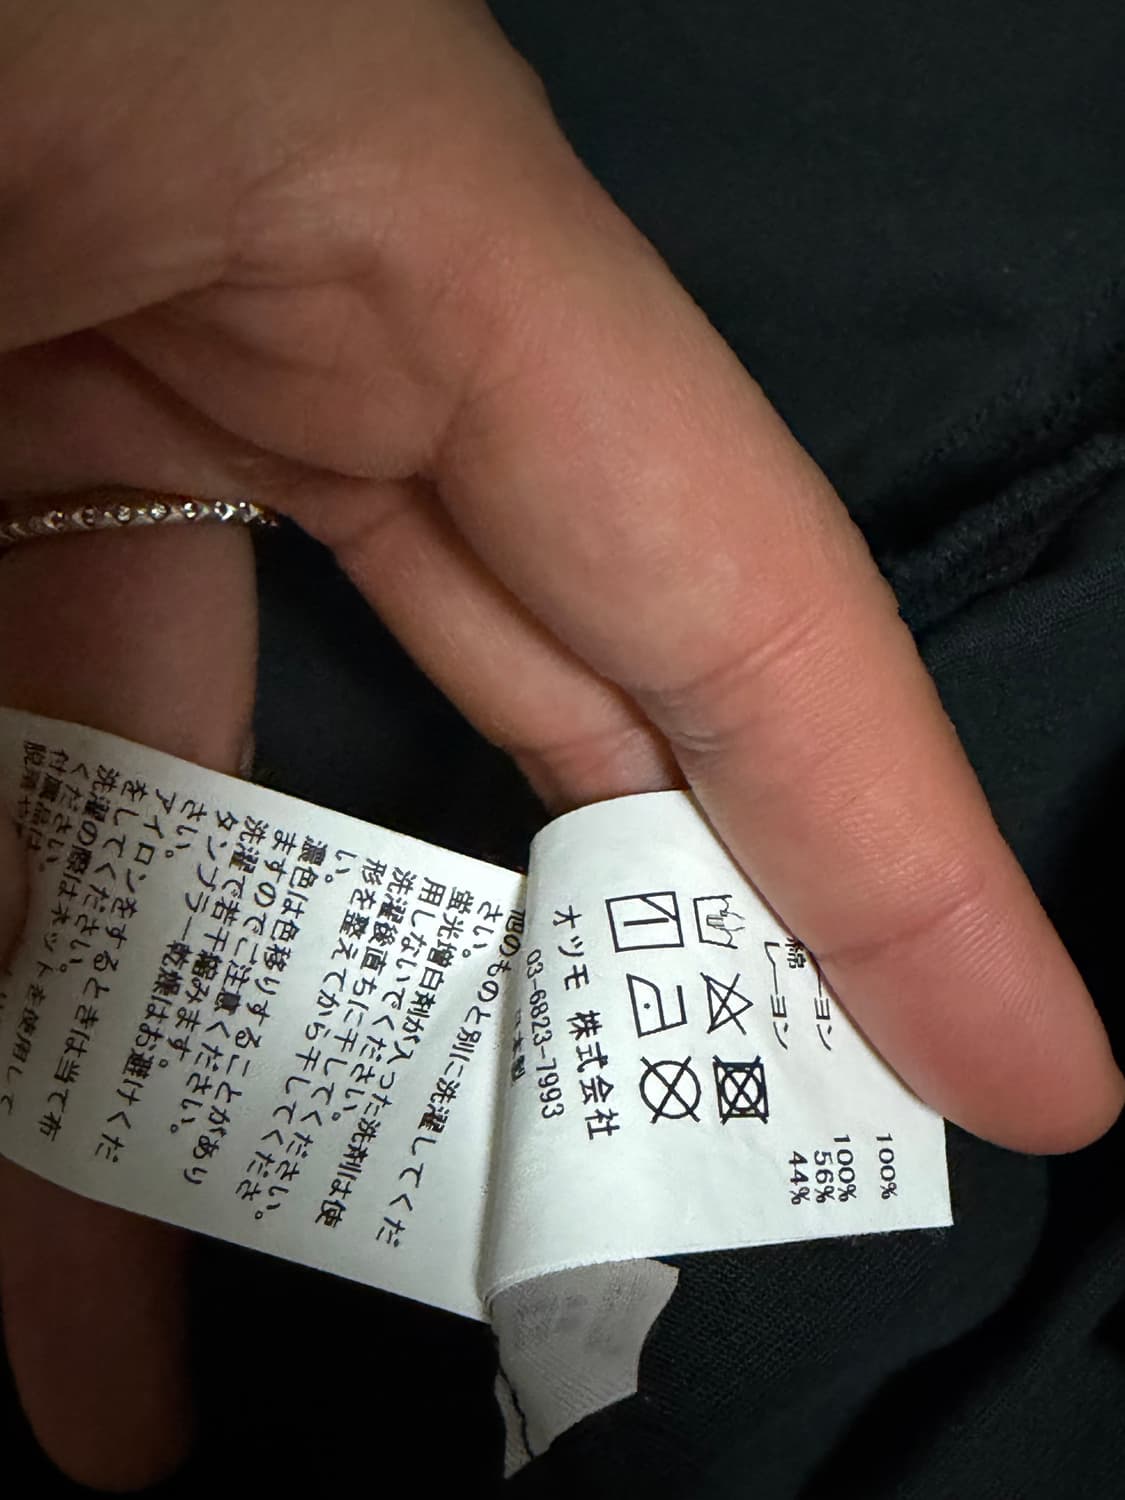 100%
ーヨン 100%
綿 56%
レーヨン 44%
オツモ 株式会社
03-6823-7993
本製
他のものと別に洗濯してくだ
さい。
蛍光増白剤が入った洗剤は使
用しないでください。
洗濯後直ちに干してください。
形を整えてから干してくださ
い。
濃色は色移りすることがあり
ますのでご注意ください。
洗濯で若干縮みます。
タンブラー乾燥はお避けくだ
さい。
アイロンをするときは当て布
をしてください。
洗濯の際はネットを使用して
ください。
付属品は、
脱落や